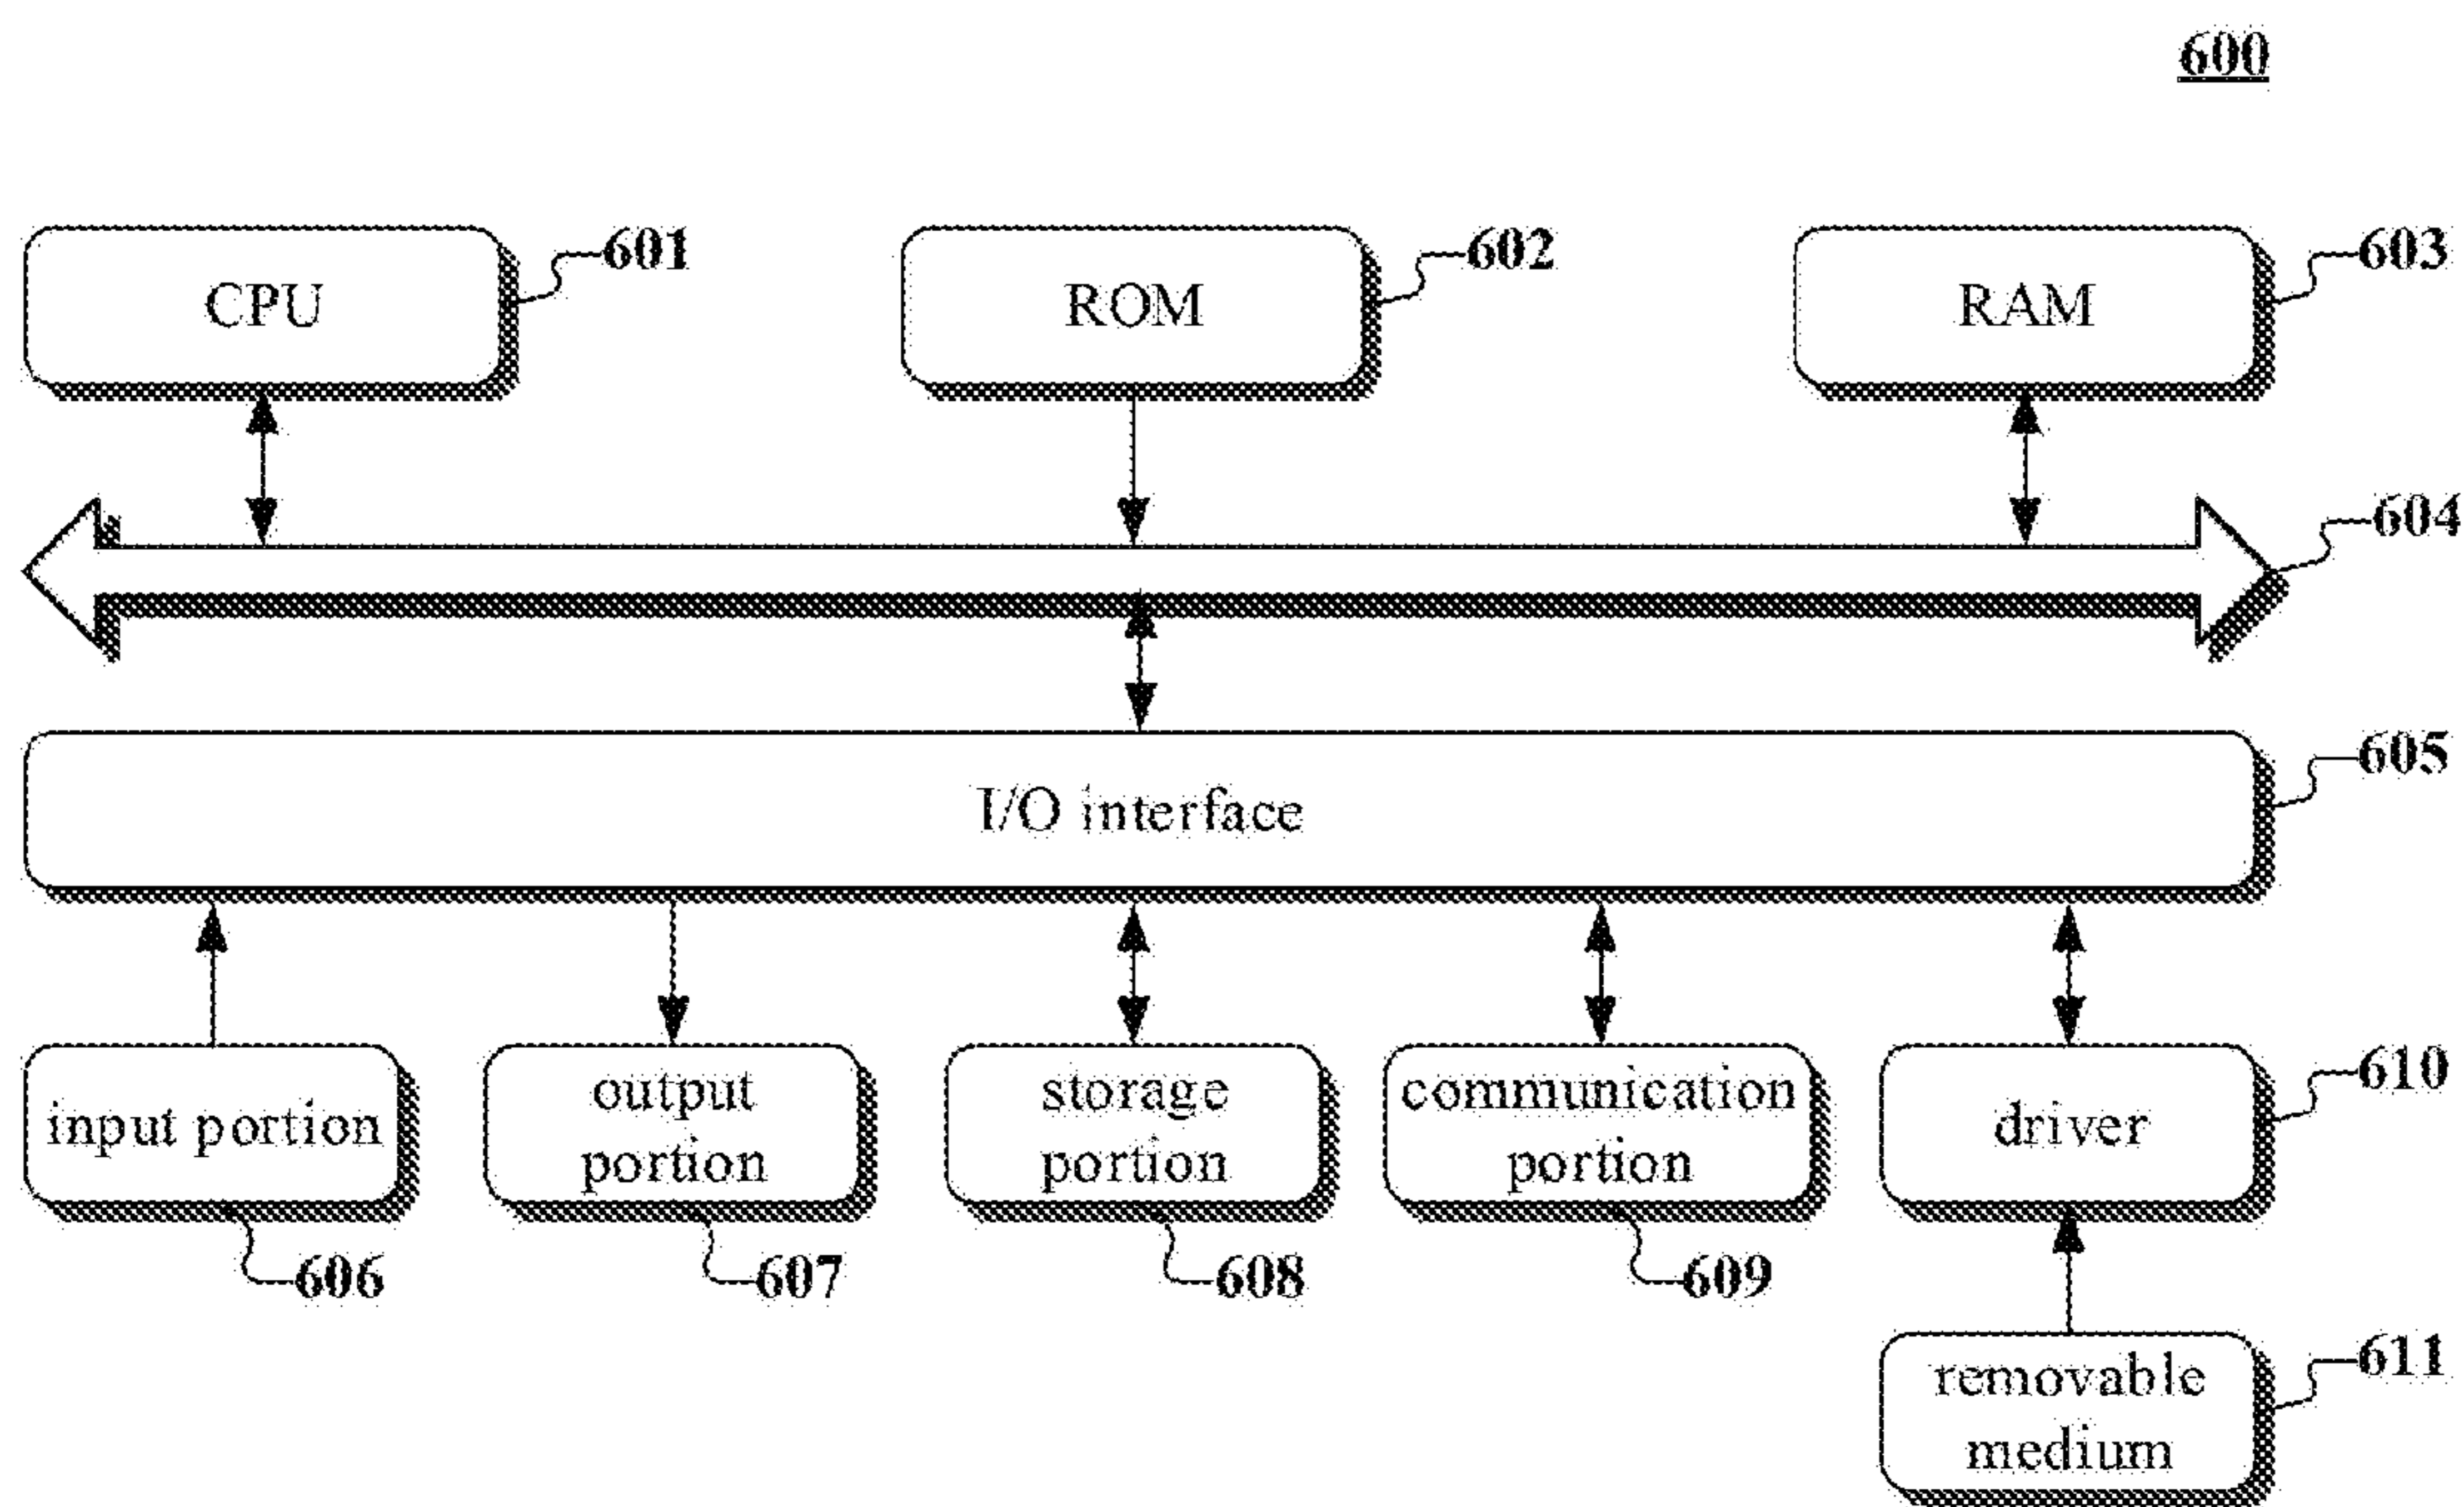 600
601
602
603
CPU
ROM
RAM
604
605
I/O interface
610
input portion
output
portion
storage
portion
communication
portion
driver
606
607
608
609
611
removable
medium